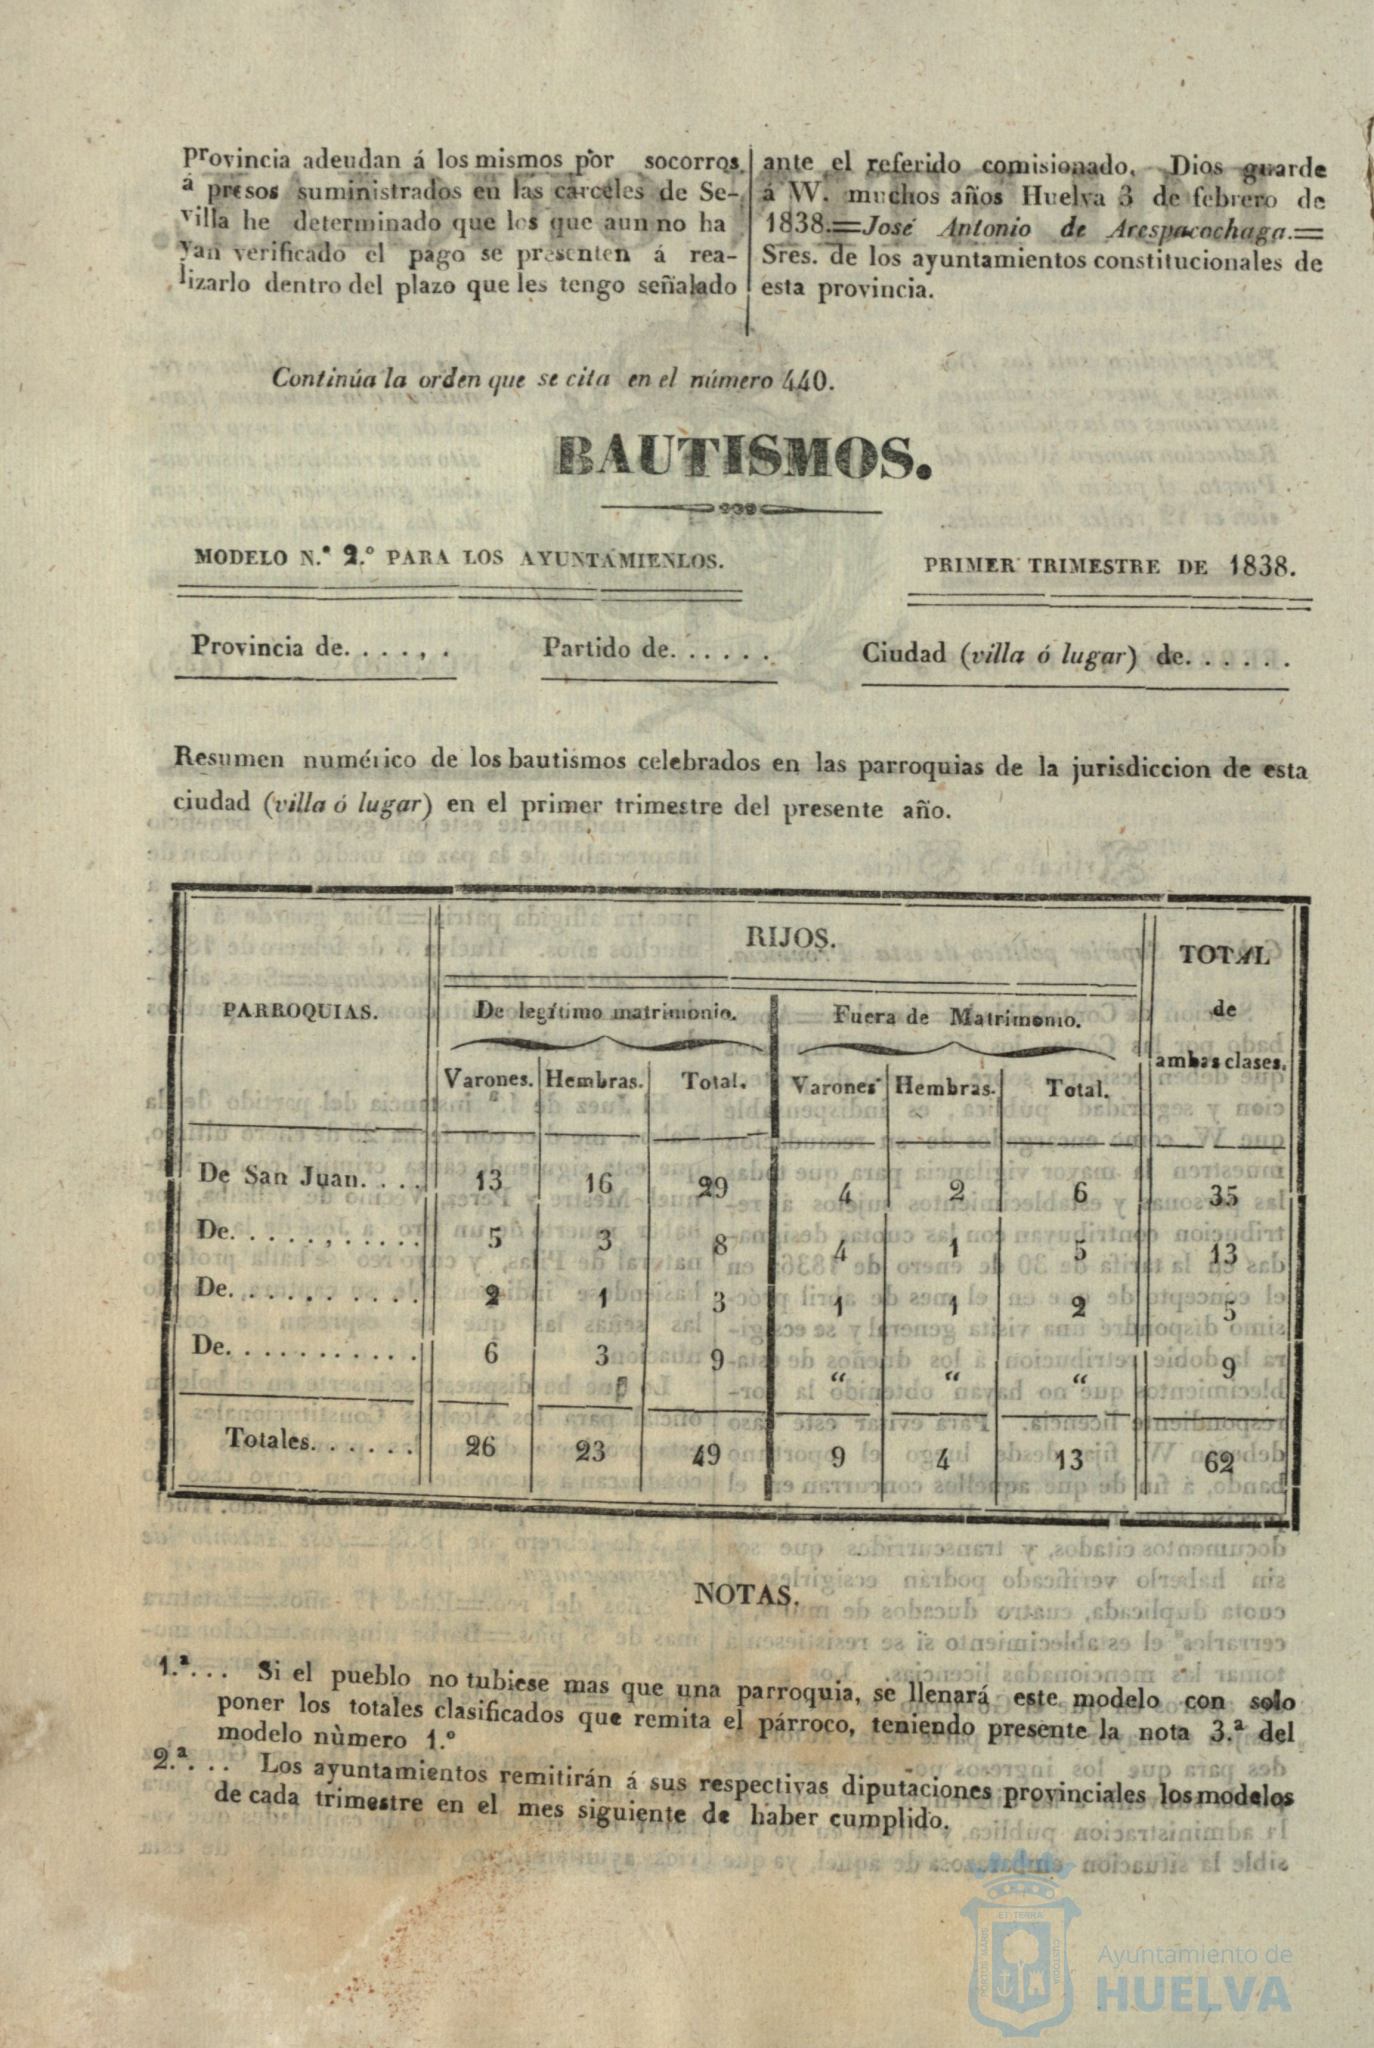 provincia adeudan á los mismos por socorros
á presos suministrados en las carceles de Se-
villa he determinado que los que aun no ha
yan verificado el pago se presenten á rea-
lizarlo dentro del plazo que les tengo señalado
ante el referido comisionado. Dios guarde
á VV. muchos años Huelva 3 de febrero de
1838.=José Antonio de Arespacochaga.=
Sres. de los ayuntamientos constitucionales de
esta provincia.
Continúa la orden que se cita en el número 440.
BAUTISMOS.
MODELO N.º 2.º PARA LOS AYUNTAMIENLOS.
PRIMER TRIMESTRE DE 1838.
Provincia de. . . . , .
Partido de. . . . . .
Ciudad (villa ó lugar) de. . . . . .
Resumen numérico de los bautismos celebrados en las parroquias de la jurisdiccion de esta
ciudad (villa ó lugar) en el primer trimestre del presente año.
PARROQUIAS.
RIJOS.
TOTAL
de
ambas clases.
De legítimo matrimonio.
Fuera de Matrimonio.
Varones. Hembras. Total. Varones Hembras. Total.
De San Juan. . . . 13 16 29 4 2 6 35
De. . . . . , . . . . . 5 3 8 4 1 5 13
De. . . . . . . . . . 2 1 3 1 1 2 5
De. . . . . . . . . . . 6 3 9 “ “ “ 9
Totales. . . . . . 26 23 49 9 4 13 62
NOTAS.
1.ª. . . Si el pueblo no tubiese mas que una parroquia, se llenará este modelo con solo
poner los totales clasificados que remita el párroco, teniendo presente la nota 3.ª del
modelo nùmero 1.º
2.ª. . . Los ayuntamientos remitirán á sus respectivas diputaciones provinciales los modelos
de cada trimestre en el mes siguiente de haber cumplido.
ET TERRA
CUSTODIA
PORTUS MARIS
Ayuntamiento de
HUELVA